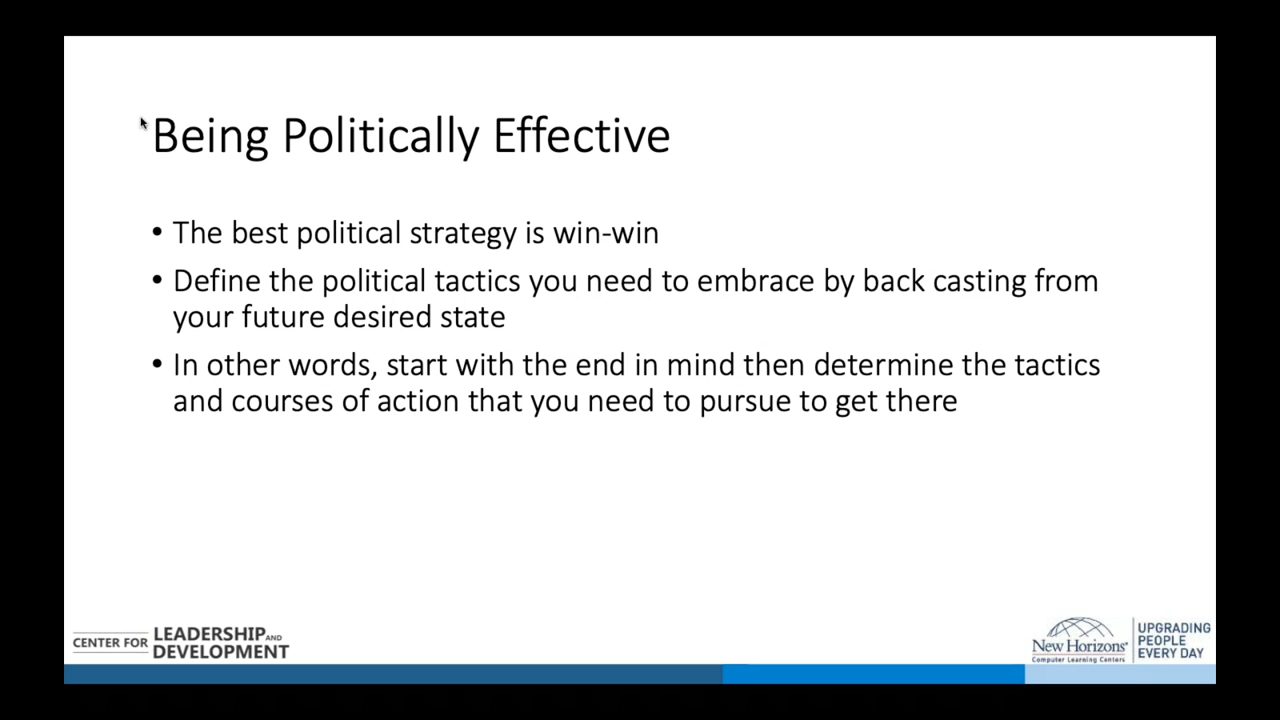 Being Politically Effective
• The best political strategy is win-win
• Define the political tactics you need to embrace by back casting from
your future desired state
• In other words, start with the end in mind then determine the tactics
and courses of action that you need to pursue to get there
CENTER FOR LEADERSHIP AND DEVELOPMENT
New Horizons®
Computer Learning Centers
UPGRADING
PEOPLE
EVERY DAY